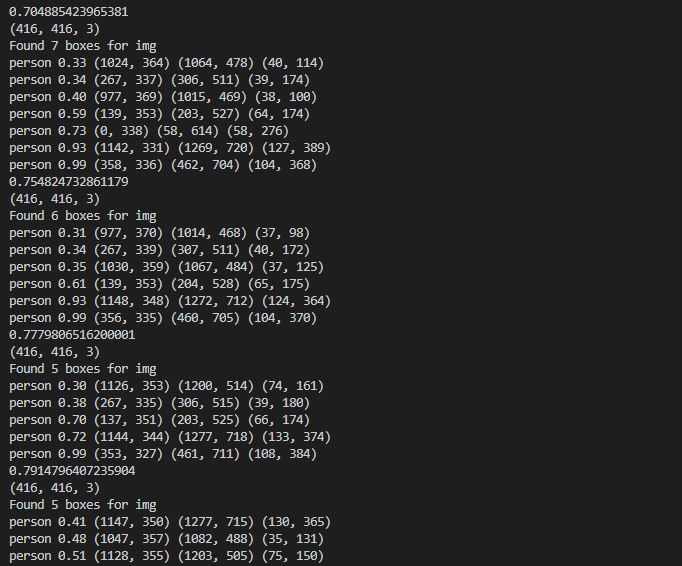 0.704885423965381
(416, 416, 3)
Found 7 boxes for img
person 0.33 (1024, 364) (1064, 478) (40, 114)
person 0.34 (267, 337) (306, 511) (39, 174)
person 0.40 (977, 369) (1015, 469) (38, 100)
person 0.59 (139, 353) (203, 527) (64, 174)
person 0.73 (0, 338) (58, 614) (58, 276)
person 0.93 (1142, 331) (1269, 720) (127, 389)
person 0.99 (358, 336) (462, 704) (104, 368)
0.754824732861179
(416, 416, 3)
Found 6 boxes for img
person 0.31 (977, 370) (1014, 468) (37, 98)
person 0.34 (267, 339) (307, 511) (40, 172)
person 0.35 (1030, 359) (1067, 484) (37, 125)
person 0.61 (139, 353) (204, 528) (65, 175)
person 0.93 (1148, 348) (1272, 712) (124, 364)
person 0.99 (356, 335) (460, 705) (104, 370)
0.7779806516200001
(416, 416, 3)
Found 5 boxes for img
person 0.30 (1126, 353) (1200, 514) (74, 161)
person 0.38 (267, 335) (306, 515) (39, 180)
person 0.70 (137, 351) (203, 525) (66, 174)
person 0.72 (1144, 344) (1277, 718) (133, 374)
person 0.99 (353, 327) (461, 711) (108, 384)
0.7914796407235904
(416, 416, 3)
Found 5 boxes for img
person 0.41 (1147, 350) (1277, 715) (130, 365)
person 0.48 (1047, 357) (1082, 488) (35, 131)
person 0.51 (1128, 355) (1203, 505) (75, 150)